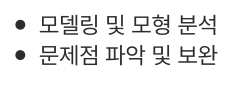 • 모델링 및 모형 분석
• 문제점 파악 및 보완